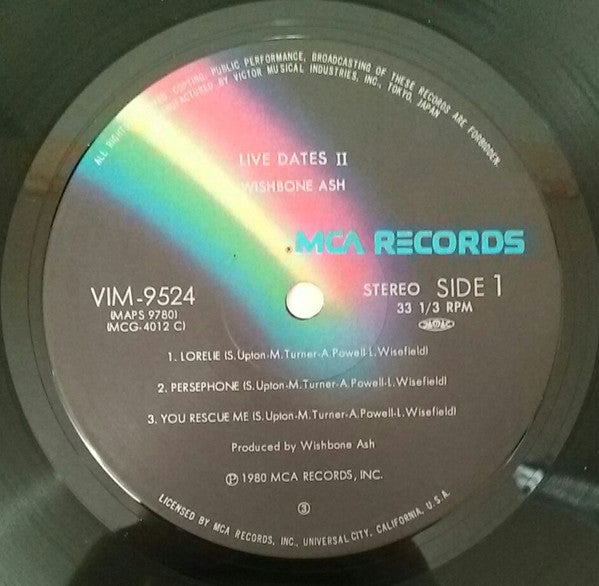 ALL RIGHTS RESERVED. COPYING, PUBLIC PERFORMANCE, BROADCASTING OF THESE RECORDS ARE FORBIDDEN.
MANUFACTURED BY VICTOR MUSICAL INDUSTRIES, INC., TOKYO, JAPAN
LIVE DATES II
WISHBONE ASH
MCA RECORDS
VIM-9524
(MAPS 9780)
(MCG-4012 C)
STEREO SIDE 1
33 1/3 RPM
JASRAC
1. LORELIE (S. Upton-M. Turner-A. Powell-L. Wisefield)
2. PERSEPHONE (S. Upton-M. Turner-A. Powell-L. Wisefield)
3. YOU RESCUE ME (S. Upton-M. Turner-A. Powell-L. Wisefield)
Produced by Wishbone Ash
Ⓟ 1980 MCA RECORDS, INC.
③
LICENSED BY MCA RECORDS, INC., UNIVERSAL CITY, CALIFORNIA, U.S.A.